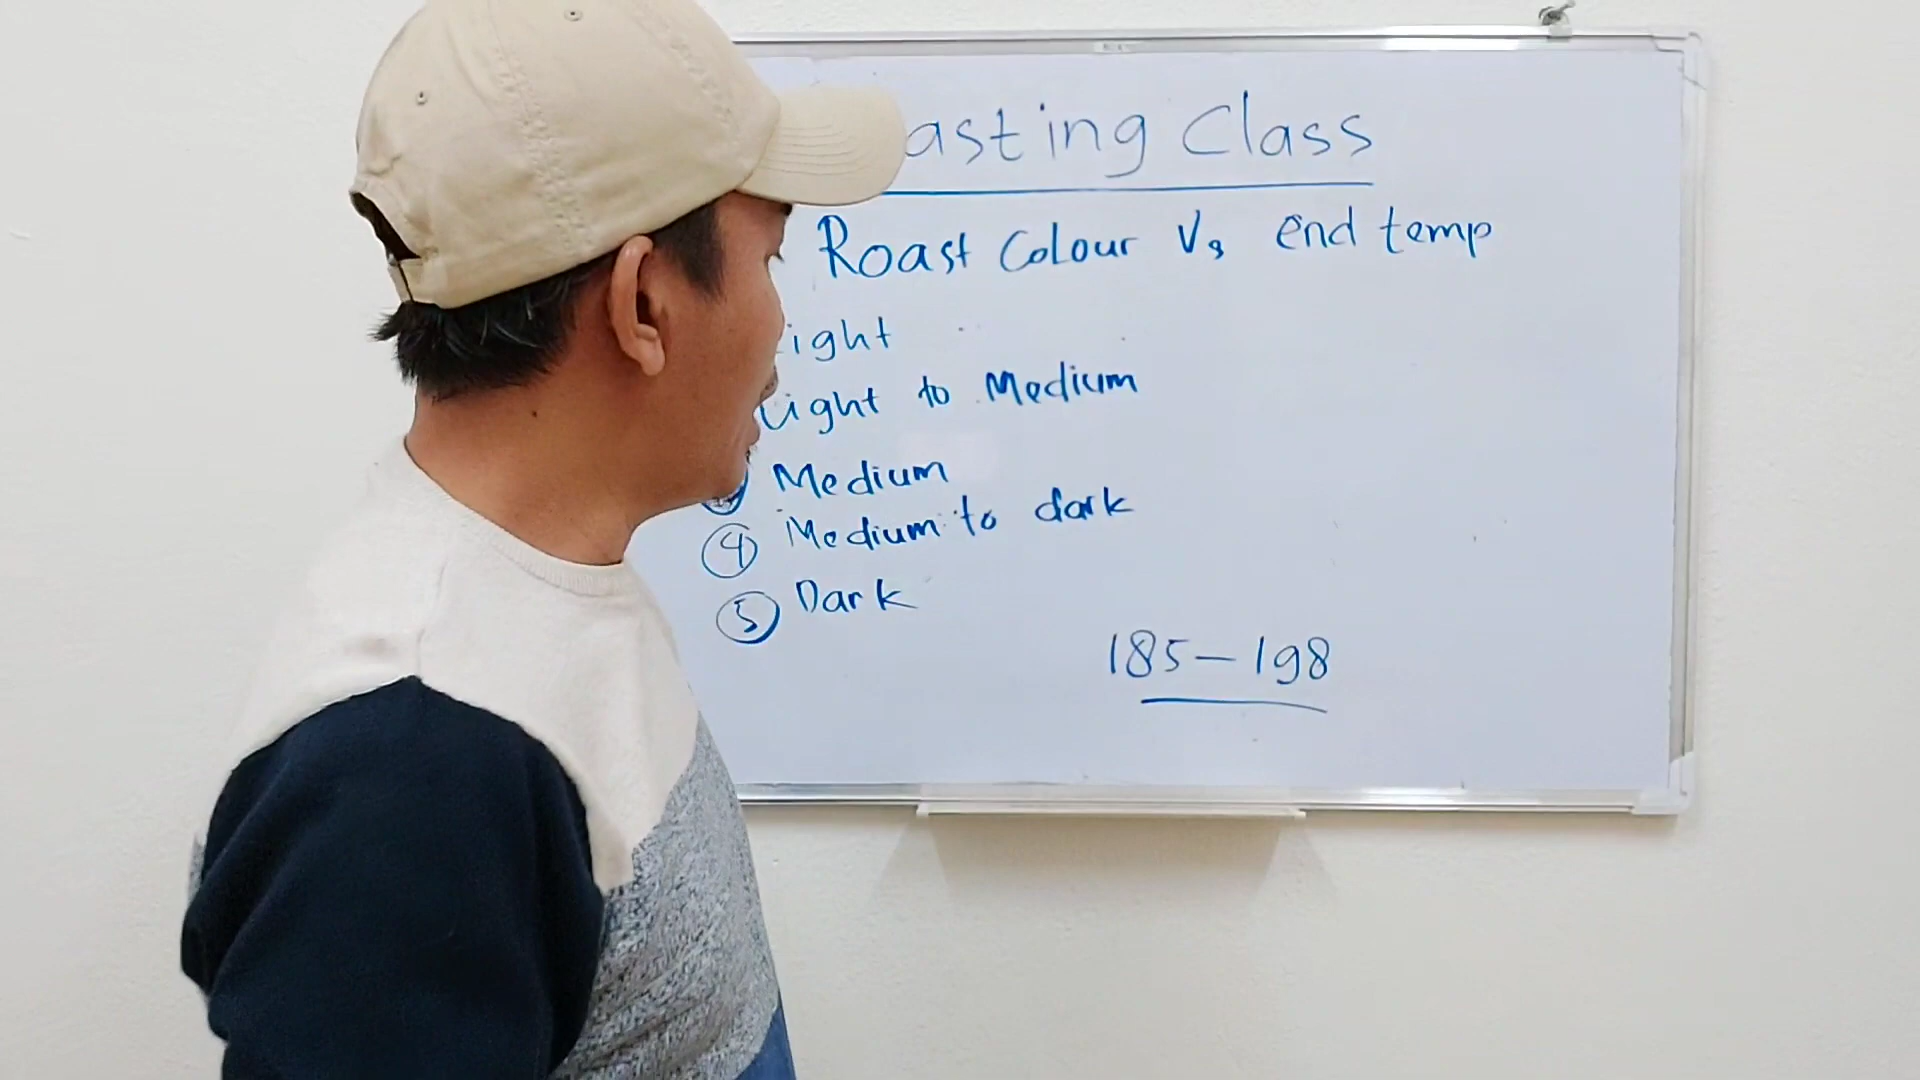 asting Class
Roast Colour Vs end temp
ight
Light to Medium
Medium
④ Medium to dark
⑤ Dark
185-198